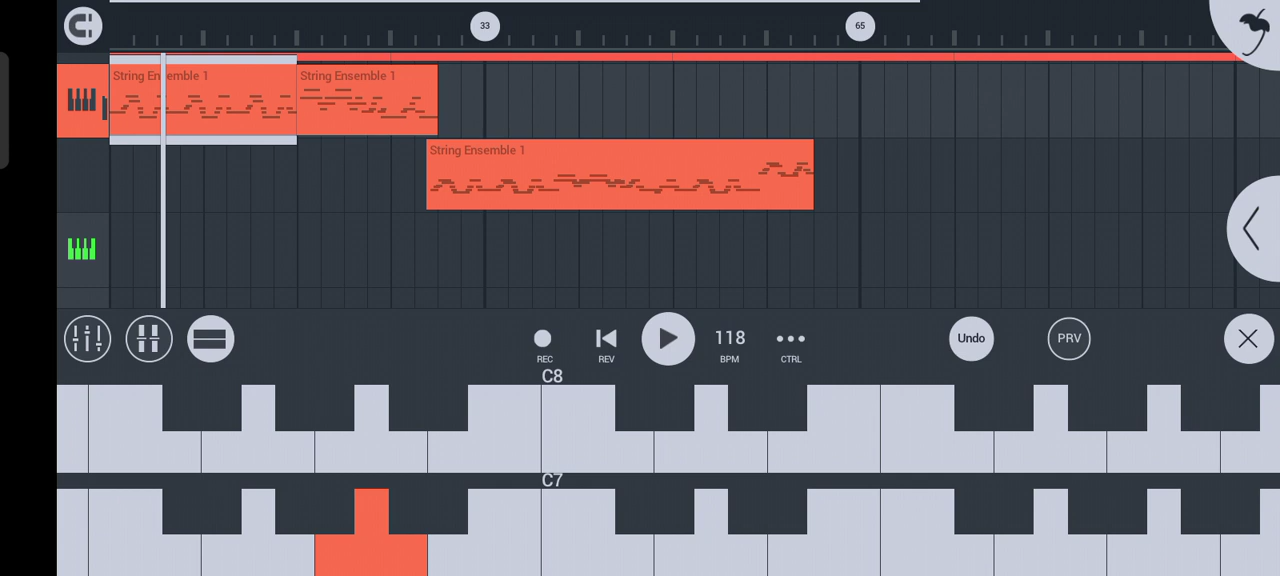 33
65
String Ensemble 1
String Ensemble 1
String Ensemble 1
118
Undo
PRV
REC
REV
BPM
CTRL
C8
C7